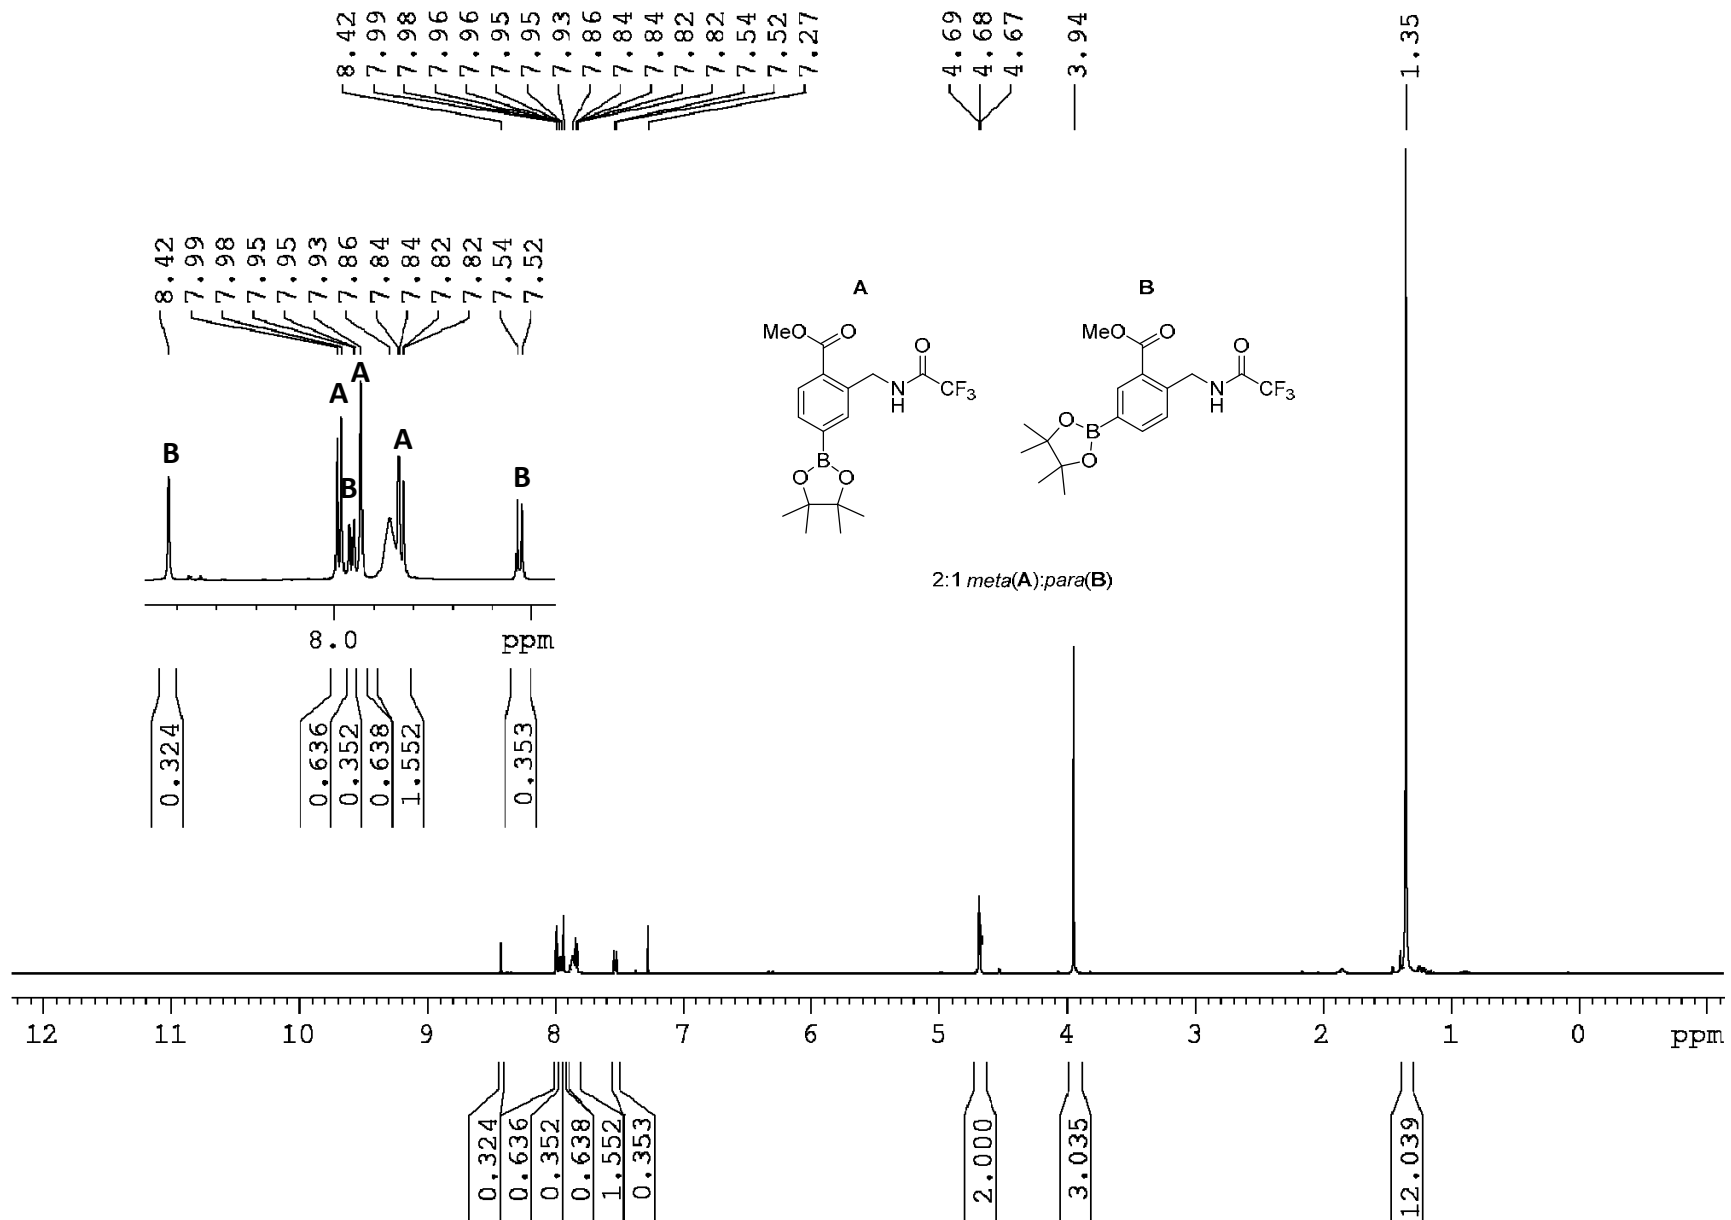 8.42
7.99
7.98
7.96
7.96
7.95
7.95
7.93
7.86
7.84
7.84
7.82
7.82
7.54
7.52
7.27
4.69
4.68
4.67
3.94
1.35
8.42
7.99
7.98
7.95
7.95
7.93
7.86
7.84
7.84
7.82
7.82
7.54
7.52
B
A
B
A
A
B
8.0 ppm
0.324
0.636
0.352
0.638
1.552
0.353
A
MeO O
O
N
H
CF3
B
O O
B
MeO O
O
N
H
CF3
O
B
O
2:1 meta(A):para(B)
12 11 10 9 8 7 6 5 4 3 2 1 0 ppm
0.324
0.636
0.352
0.638
1.552
0.353
2.000
3.035
12.039